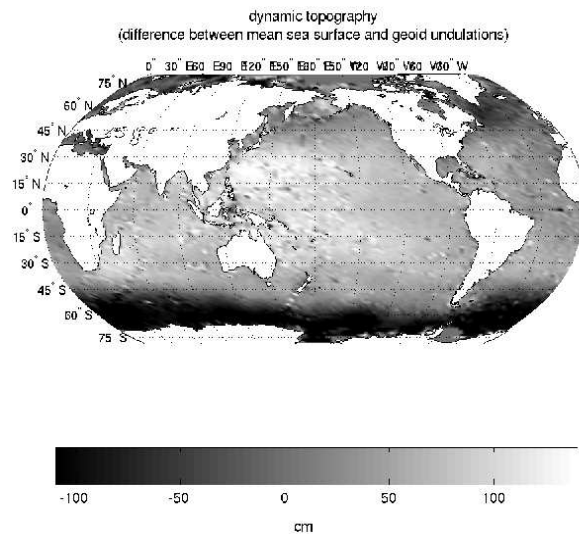 dynamic topography
(difference between mean sea surface and geoid undulations)
0° 30° E60° E90° E120° E150° E180° W150° W120° W90° W60° W30° W
75° N
60° N
45° N
30° N
15° N
0°
15° S
30° S
45° S
60° S
75° S
-100 -50 0 50 100
cm